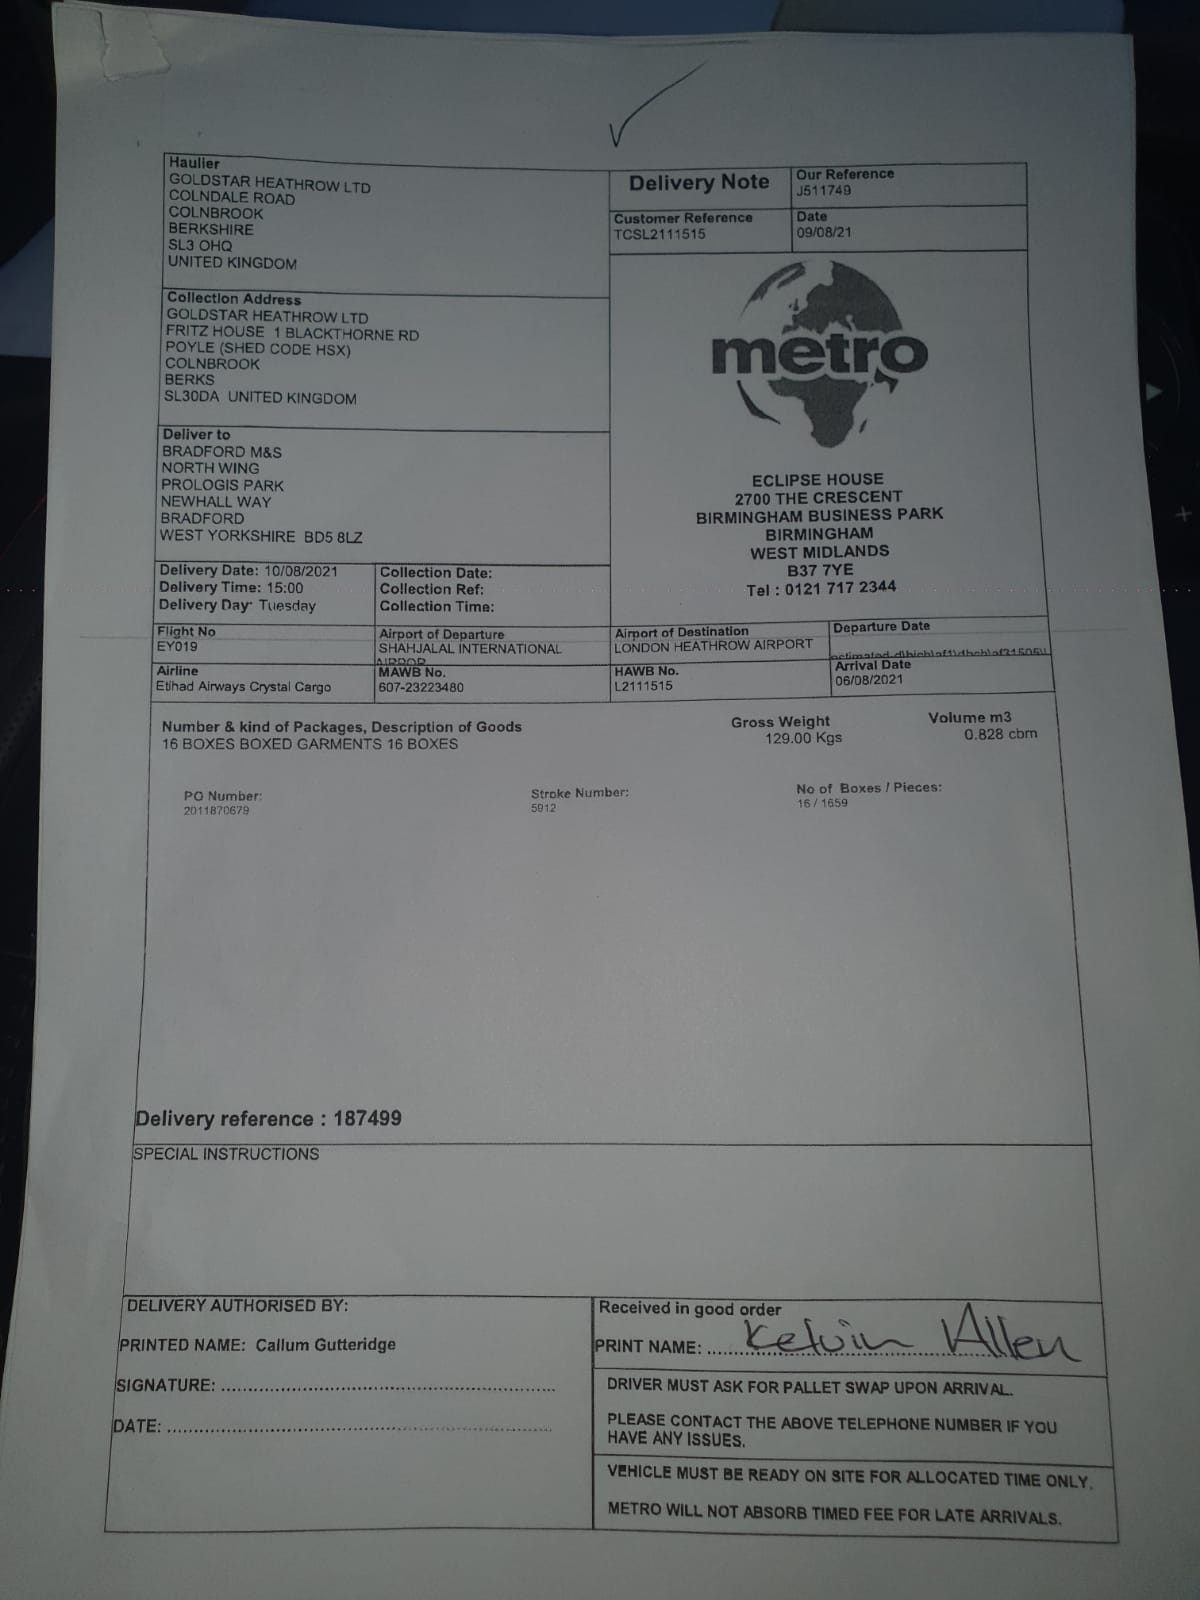 Haulier
GOLDSTAR HEATHROW LTD
COLNDALE ROAD
COLNBROOK
BERKSHIRE
SL3 OHQ
UNITED KINGDOM
Delivery Note
Our Reference
J511749
Customer Reference
TCSL2111515
Date
09/08/21
Collection Address
GOLDSTAR HEATHROW LTD
FRITZ HOUSE 1 BLACKTHORNE RD
POYLE (SHED CODE HSX)
COLNBROOK
BERKS
SL30DA UNITED KINGDOM
metro
ECLIPSE HOUSE
2700 THE CRESCENT
BIRMINGHAM BUSINESS PARK
BIRMINGHAM
WEST MIDLANDS
B37 7YE
Tel : 0121 717 2344
Deliver to
BRADFORD M&S
NORTH WING
PROLOGIS PARK
NEWHALL WAY
BRADFORD
WEST YORKSHIRE BD5 8LZ
Delivery Date: 10/08/2021
Delivery Time: 15:00
Delivery Day: Tuesday
Collection Date:
Collection Ref:
Collection Time:
Flight No
EY019
Airport of Departure
SHAHJALAL INTERNATIONAL
Airport of Destination
LONDON HEATHROW AIRPORT
Departure Date
Airline
Etihad Airways Crystal Cargo
MAWB No.
607-23223480
HAWB No.
L2111515
Arrival Date
06/08/2021
Number & kind of Packages, Description of Goods
16 BOXES BOXED GARMENTS 16 BOXES
Gross Weight
129.00 Kgs
Volume m3
0.828 cbm
PO Number:
2011870679
Stroke Number:
5912
No of Boxes / Pieces:
16 / 1659
Delivery reference : 187499
SPECIAL INSTRUCTIONS
DELIVERY AUTHORISED BY:
PRINTED NAME: Callum Gutteridge
SIGNATURE: ........................................................
DATE: ........................................................
Received in good order
PRINT NAME: Kelvin Allen
DRIVER MUST ASK FOR PALLET SWAP UPON ARRIVAL.
PLEASE CONTACT THE ABOVE TELEPHONE NUMBER IF YOU
HAVE ANY ISSUES.
VEHICLE MUST BE READY ON SITE FOR ALLOCATED TIME ONLY.
METRO WILL NOT ABSORB TIMED FEE FOR LATE ARRIVALS.